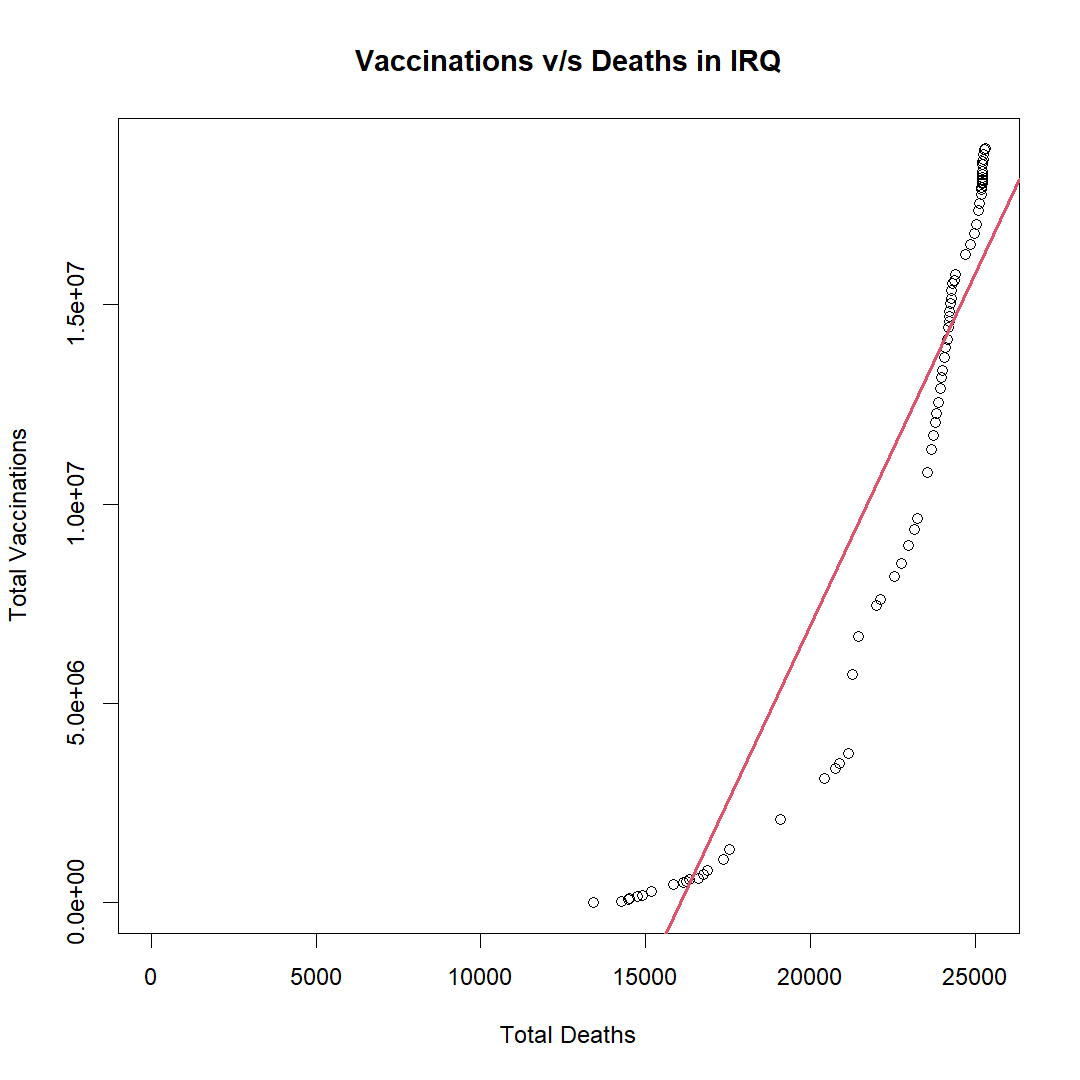 Vaccinations v/s Deaths in IRQ
Total Vaccinations
1.5e+07
1.0e+07
5.0e+06
0.0e+00
0 5000 10000 15000 20000 25000
Total Deaths